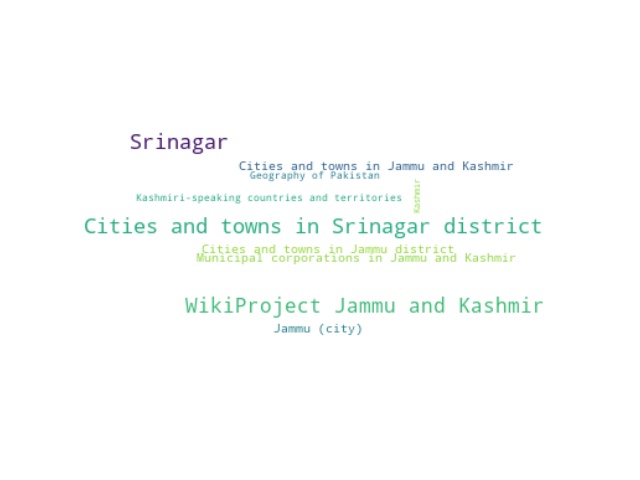 Srinagar
Cities and towns in Jammu and Kashmir
Geography of Pakistan
Kashmiri-speaking countries and territories
Kashmir
Cities and towns in Srinagar district
Cities and towns in Jammu district
Municipal corporations in Jammu and Kashmir
WikiProject Jammu and Kashmir
Jammu (city)